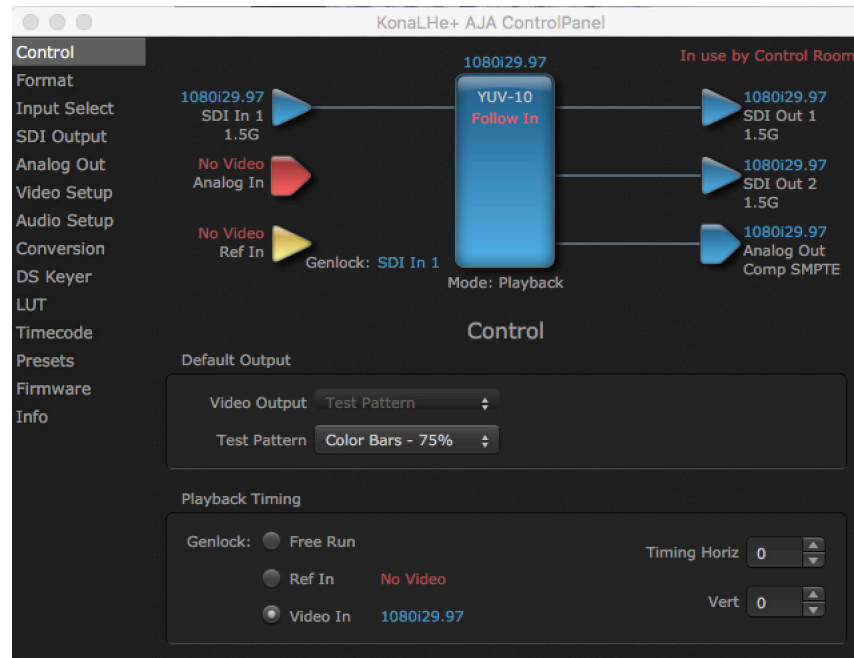 KonaLHe+ AJA ControlPanel
Control
Format
Input Select
SDI Output
Analog Out
Video Setup
Audio Setup
Conversion
DS Keyer
LUT
Timecode
Presets
Firmware
Info
1080i29.97
In use by Control Room
1080i29.97
SDI In 1
1.5G
No Video
Analog In
No Video
Ref In
Genlock: SDI In 1
YUV-10
Follow In
Mode: Playback
1080i29.97
SDI Out 1
1.5G
1080i29.97
SDI Out 2
1.5G
1080i29.97
Analog Out
Comp SMPTE
Control
Default Output
Video Output Test Pattern
Test Pattern Color Bars - 75%
Playback Timing
Genlock: Free Run
Ref In No Video
Video In 1080i29.97
Timing Horiz 0
Vert 0